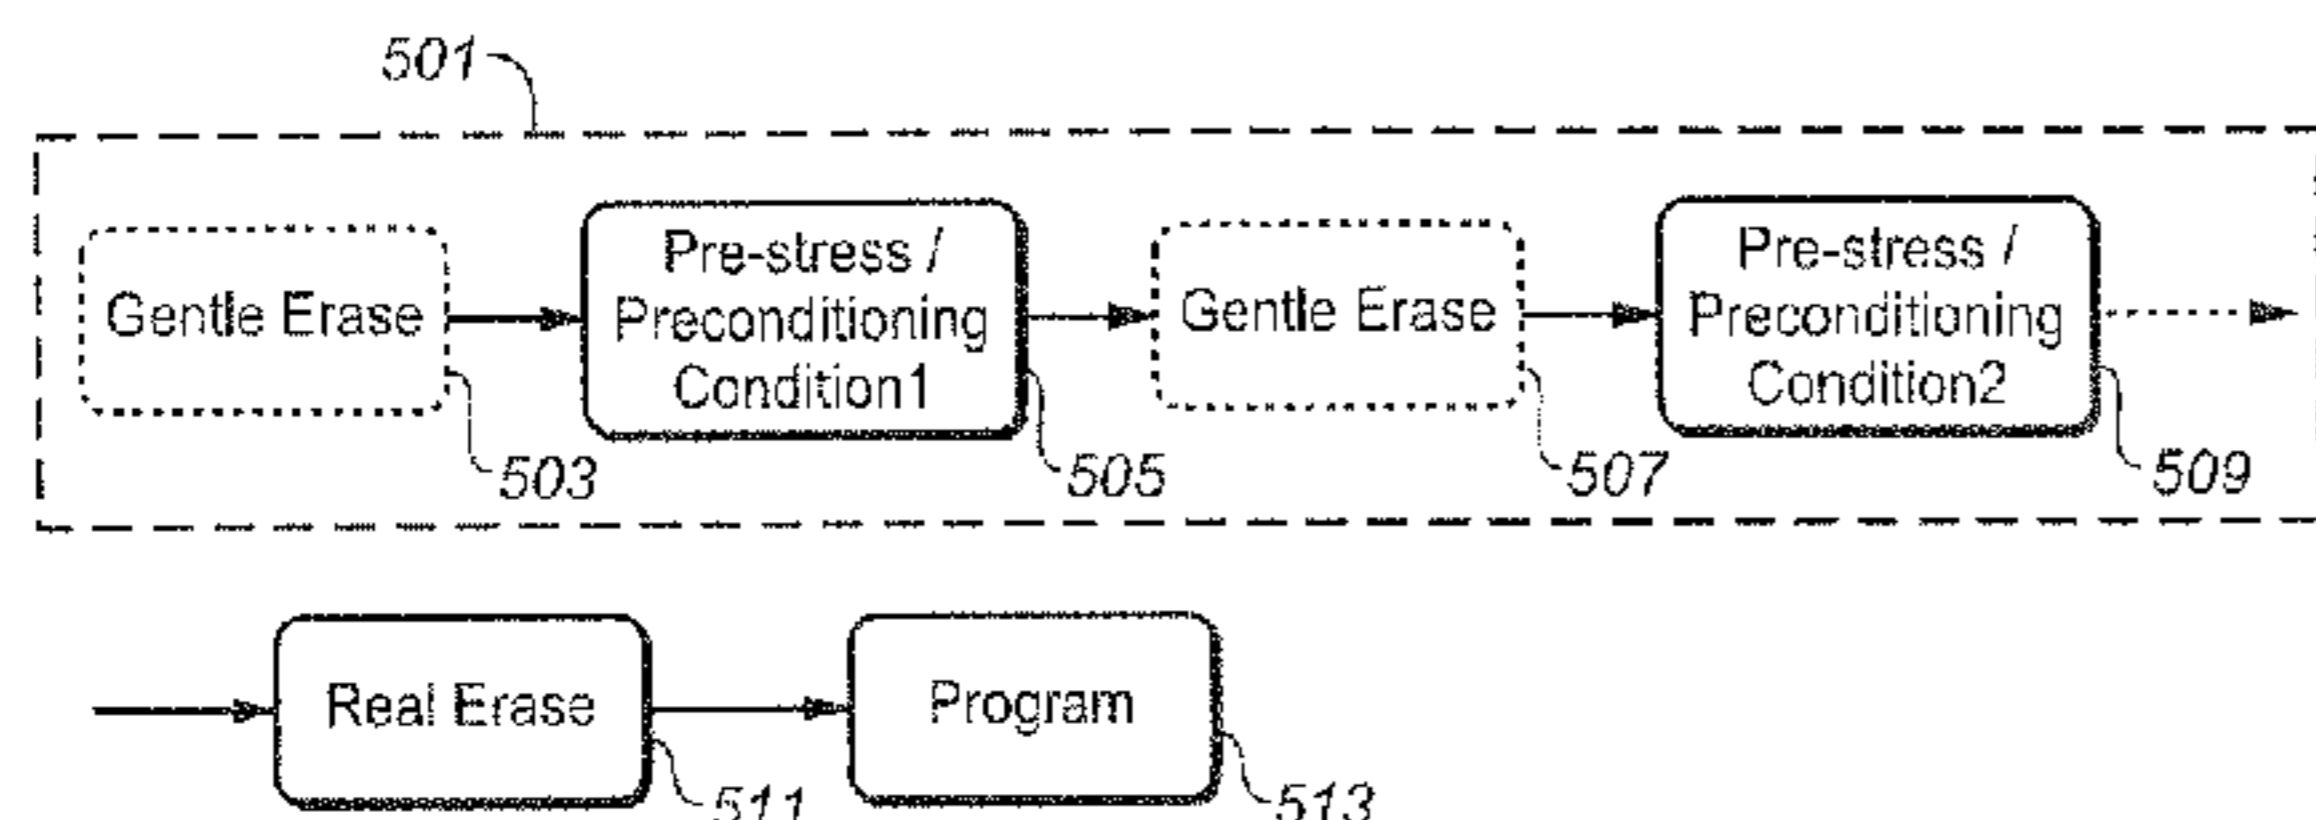 501
Gentle Erase
Pre-stress /
Preconditioning
Condition1
Gentle Erase
Pre-stress /
Preconditioning
Condition2
503
505
507
509
Real Erase
Program
511
513